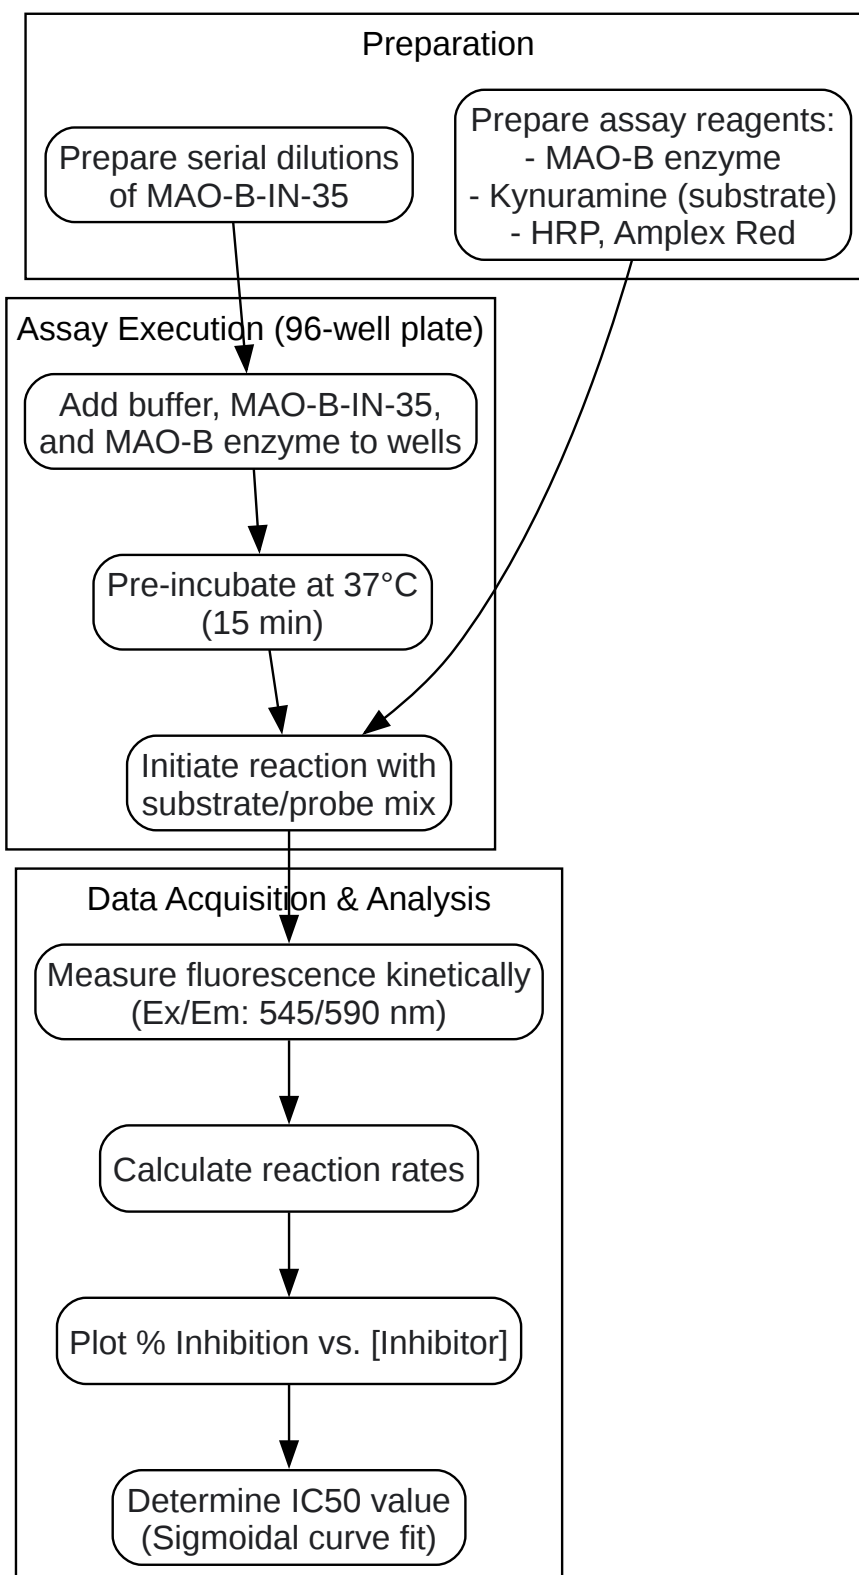 Preparation
Prepare serial dilutions
of MAO-B-IN-35
Prepare assay reagents:
- MAO-B enzyme
- Kynuramine (substrate)
- HRP, Amplex Red
Assay Execution (96-well plate)
Add buffer, MAO-B-IN-35,
and MAO-B enzyme to wells
Pre-incubate at 37°C
(15 min)
Initiate reaction with
substrate/probe mix
Data Acquisition & Analysis
Measure fluorescence kinetically
(Ex/Em: 545/590 nm)
Calculate reaction rates
Plot % Inhibition vs. [Inhibitor]
Determine IC50 value
(Sigmoidal curve fit)